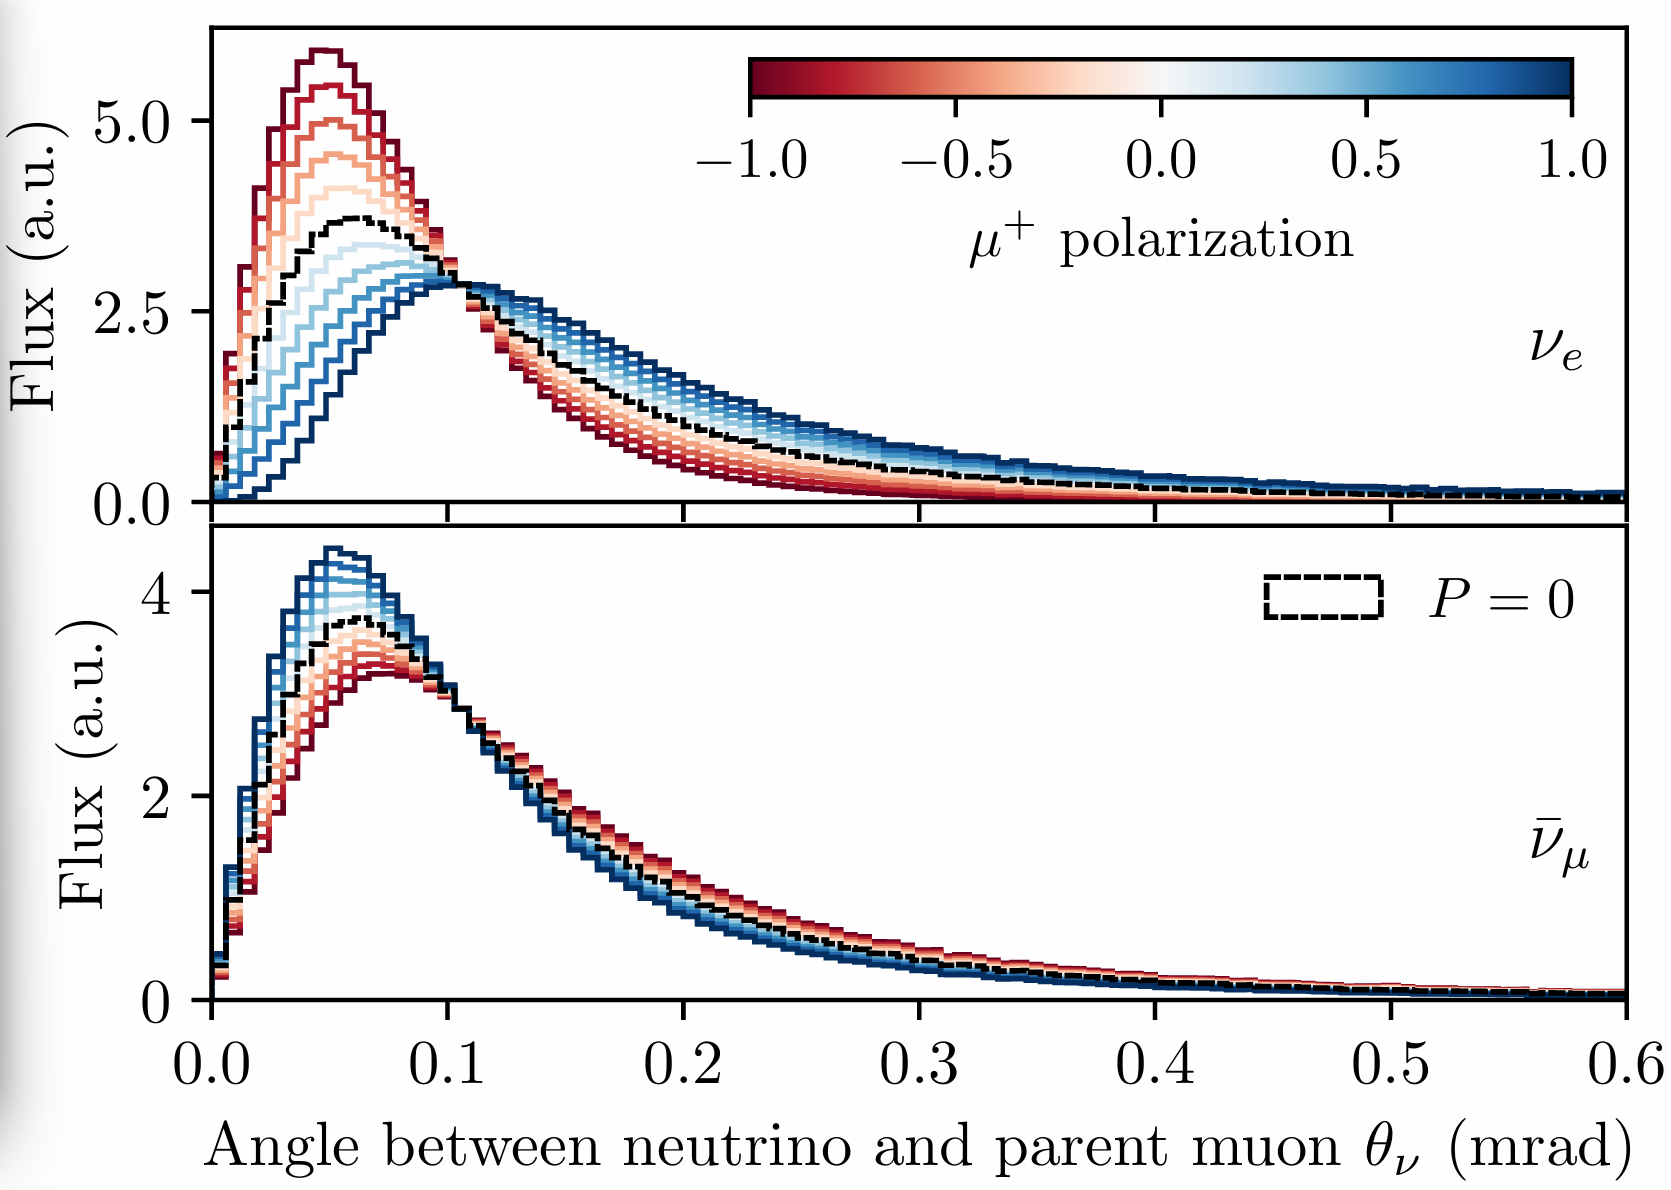 Flux (a.u.)
5.0
2.5
0.0
−1.0 −0.5 0.0 0.5 1.0
μ⁺ polarization
νₑ
Flux (a.u.)
4
2
0
P = 0
ν̄_μ
0.0 0.1 0.2 0.3 0.4 0.5 0.6
Angle between neutrino and parent muon θ_ν (mrad)